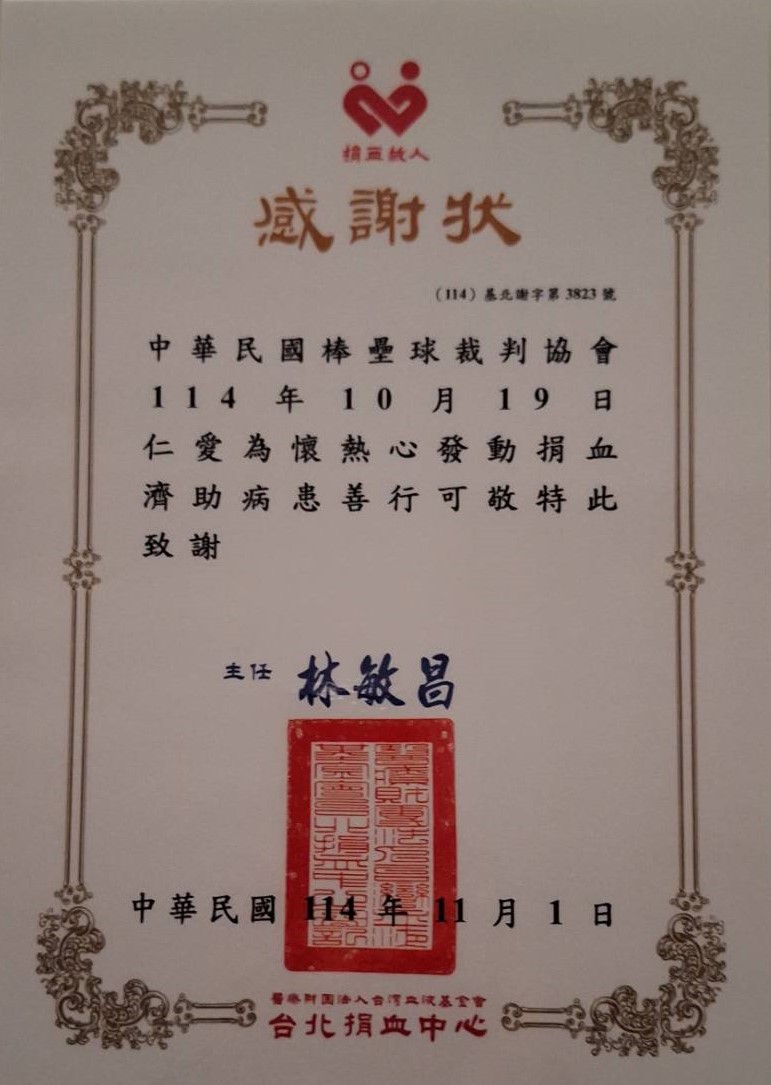 捐血救人
感謝狀
（114）基北謝字第 3823 號
中華民國棒壘球裁判協會
114 年 10 月 19 日
仁愛為懷熱心發動捐血
濟助病患善行可敬特此
致謝
主任 林敏昌
中華民國 114 年 11 月 1 日
醫療財團法人台灣血液基金會
台北捐血中心